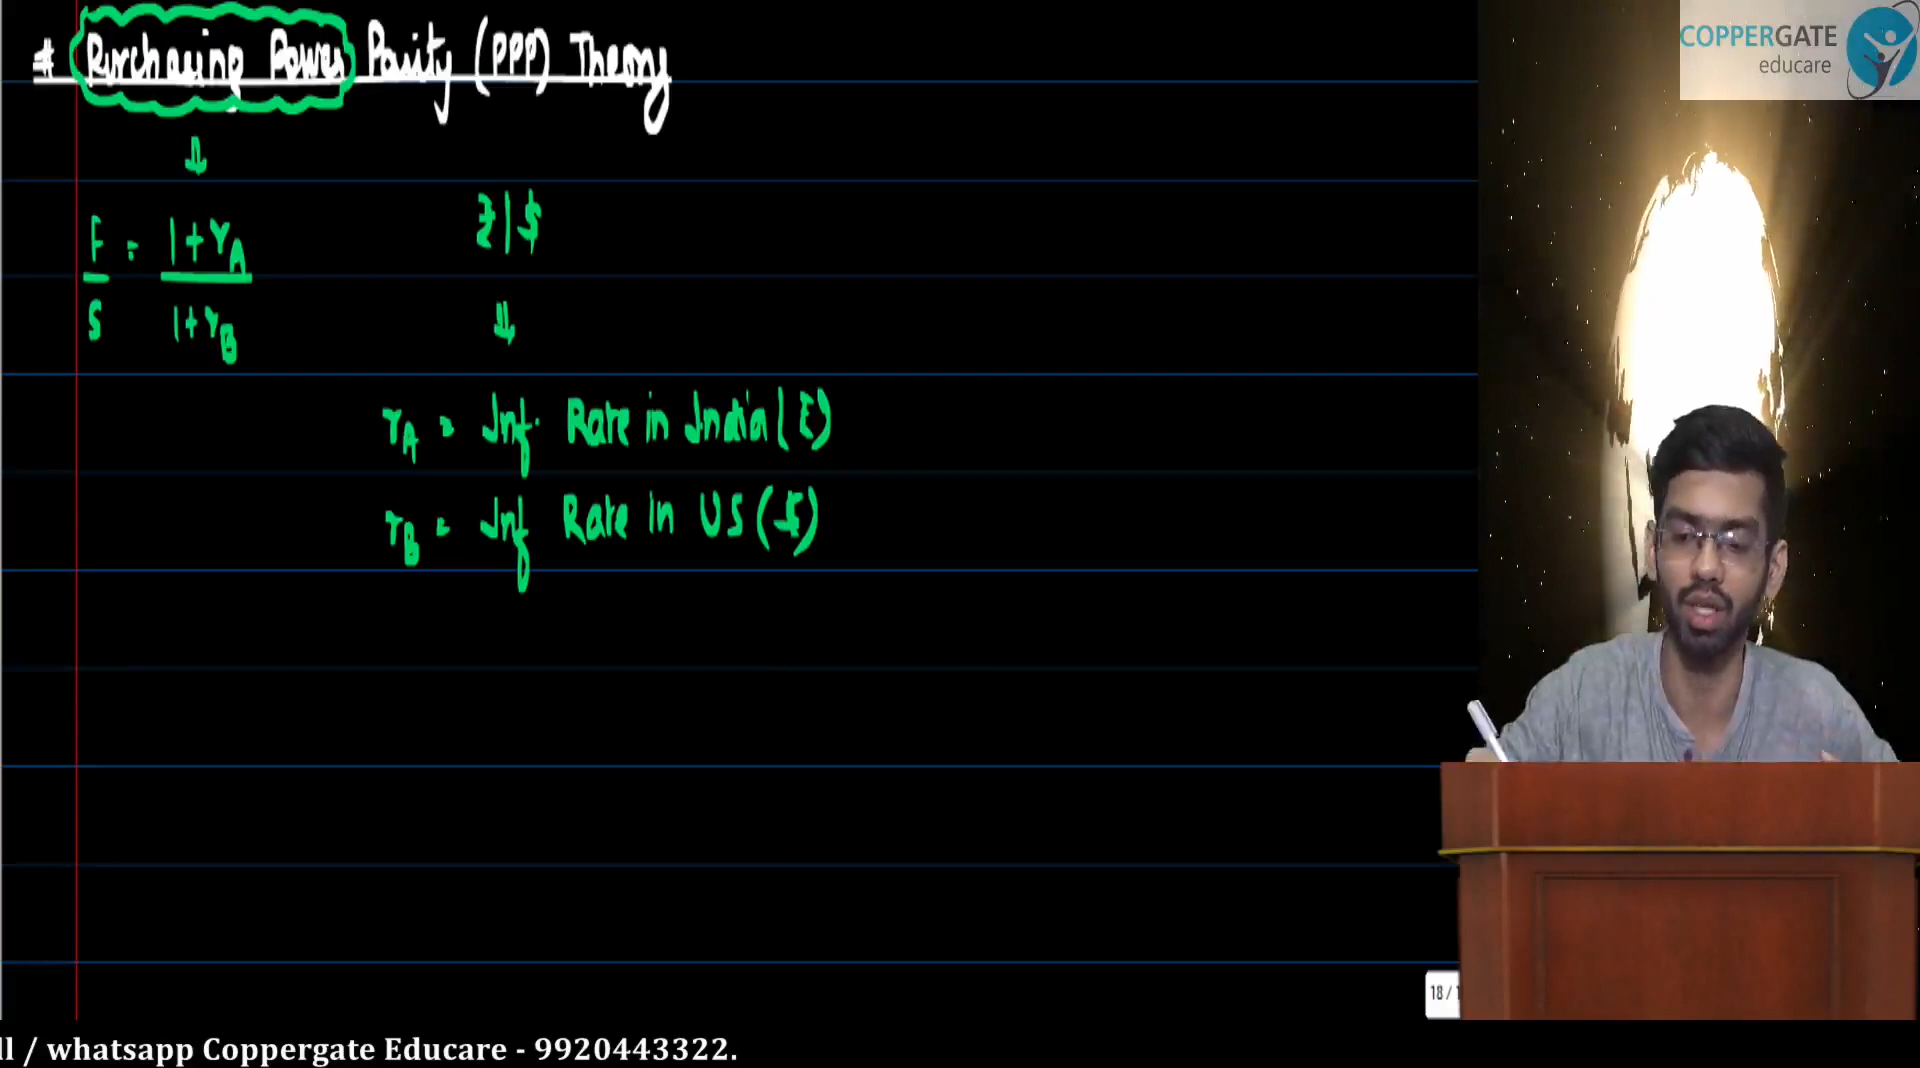 # Purchasing Power Parity (PPP) Theory
COPPERGATE
educare
↓
F/S = 1+rA / 1+rB
₹|$
↓
rA = Inf. Rate in India (₹)
rB = Inf Rate in US ($)
18 / 1
ll / whatsapp Coppergate Educare - 9920443322.